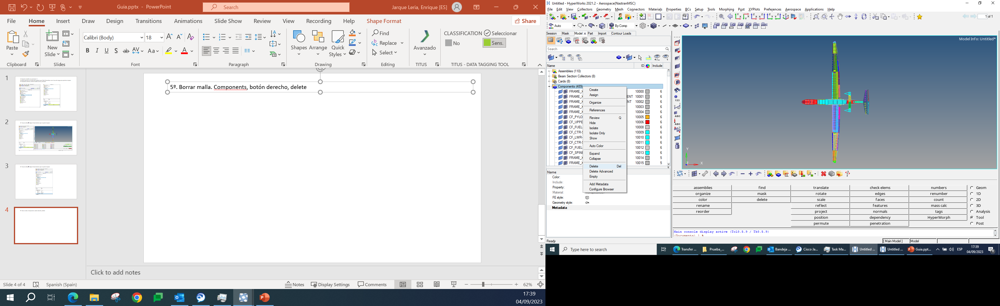 Guia.pptx - PowerPoint
Search
Jarque Leria, Enrique [ES]
File Home Insert Draw Design Transitions Animations Slide Show Review View Recording Help Shape Format
Share
Paste
New Slide
Calibri (Body) 18
Shapes Arrange Quick Styles
Find
Replace
Select
Avanzado
CLASSIFICATION Seleccionar
No Sens.
Clipboard Slides Font Paragraph Drawing Editing TITUS TITUS - DATA TAGGING TOOL
1
2
3
4
5º. Borrar malla. Components, botón derecho, delete
Click to add notes
Slide 4 of 4 Spanish (Spain) Notes Display Settings Comments 62%
17:39
04/09/2023
Untitled - HyperWorks 2021.2 - Aerospace(NastranMSC)
File Edit View Collectors Geometry Mesh Connectors Materials Properties BCs Setup Tools Morphing Post XYPlots Preferences Aerospace Applications Help
1 of 1
Auto By Comp
Session Mask Model Part Import Contour Loads
Search
Name ID Include
Assemblies (110)
Beam Section Collectors (8)
Cards (8)
Components (489)
FRAME_X 10000 6
FRAME_X ENT 10001 6
FRAME_X ENT 10002 6
FRAME_X 10003 6
FRAME_X 10004 6
CF_PYLO 10005 6
CF_UPPE 10006 6
CF_FUEL 10008 6
CF_CTR-S 10009 6
CF_LWR- 10010 6
CF_CTR-S 10011 6
CF_FUEL 10012 6
CF_SPINE 10013 6
FRAME_X 10014 5
FRAME_X 10015 5
Create
Assign
Organize
References
Review Q
Hide
Isolate
Isolate Only
Show
Auto Color
Expand
Collapse
Delete Del
Delete Advanced
Empty
Add Metadata
Configure Browser
Name
Color:
Include:
Property:
Material:
FE style:
Geometry style:
Metadata
Model Info: Untitled*
Y
Z
X
123
ABC
ABC
assemblies find translate check elems numbers Geom
organize mask rotate edges renumber 1D
color delete scale faces count 2D
rename reflect features mass calc 3D
reorder project normals tags Analysis
position dependency HyperMorph Tool
permute penetration Post
Main console display active (Tcl8.5.9 / Tk8.5.9)
(Documents) 1 %
Ready [ Main Model ] Model
Type here to search
Transfer ... Prueba_... Bandeja ... Cisco Ja... Task Ma... Untitled ... Untitled ... Guia.ppt... ESP
17:39
04/09/2023
11